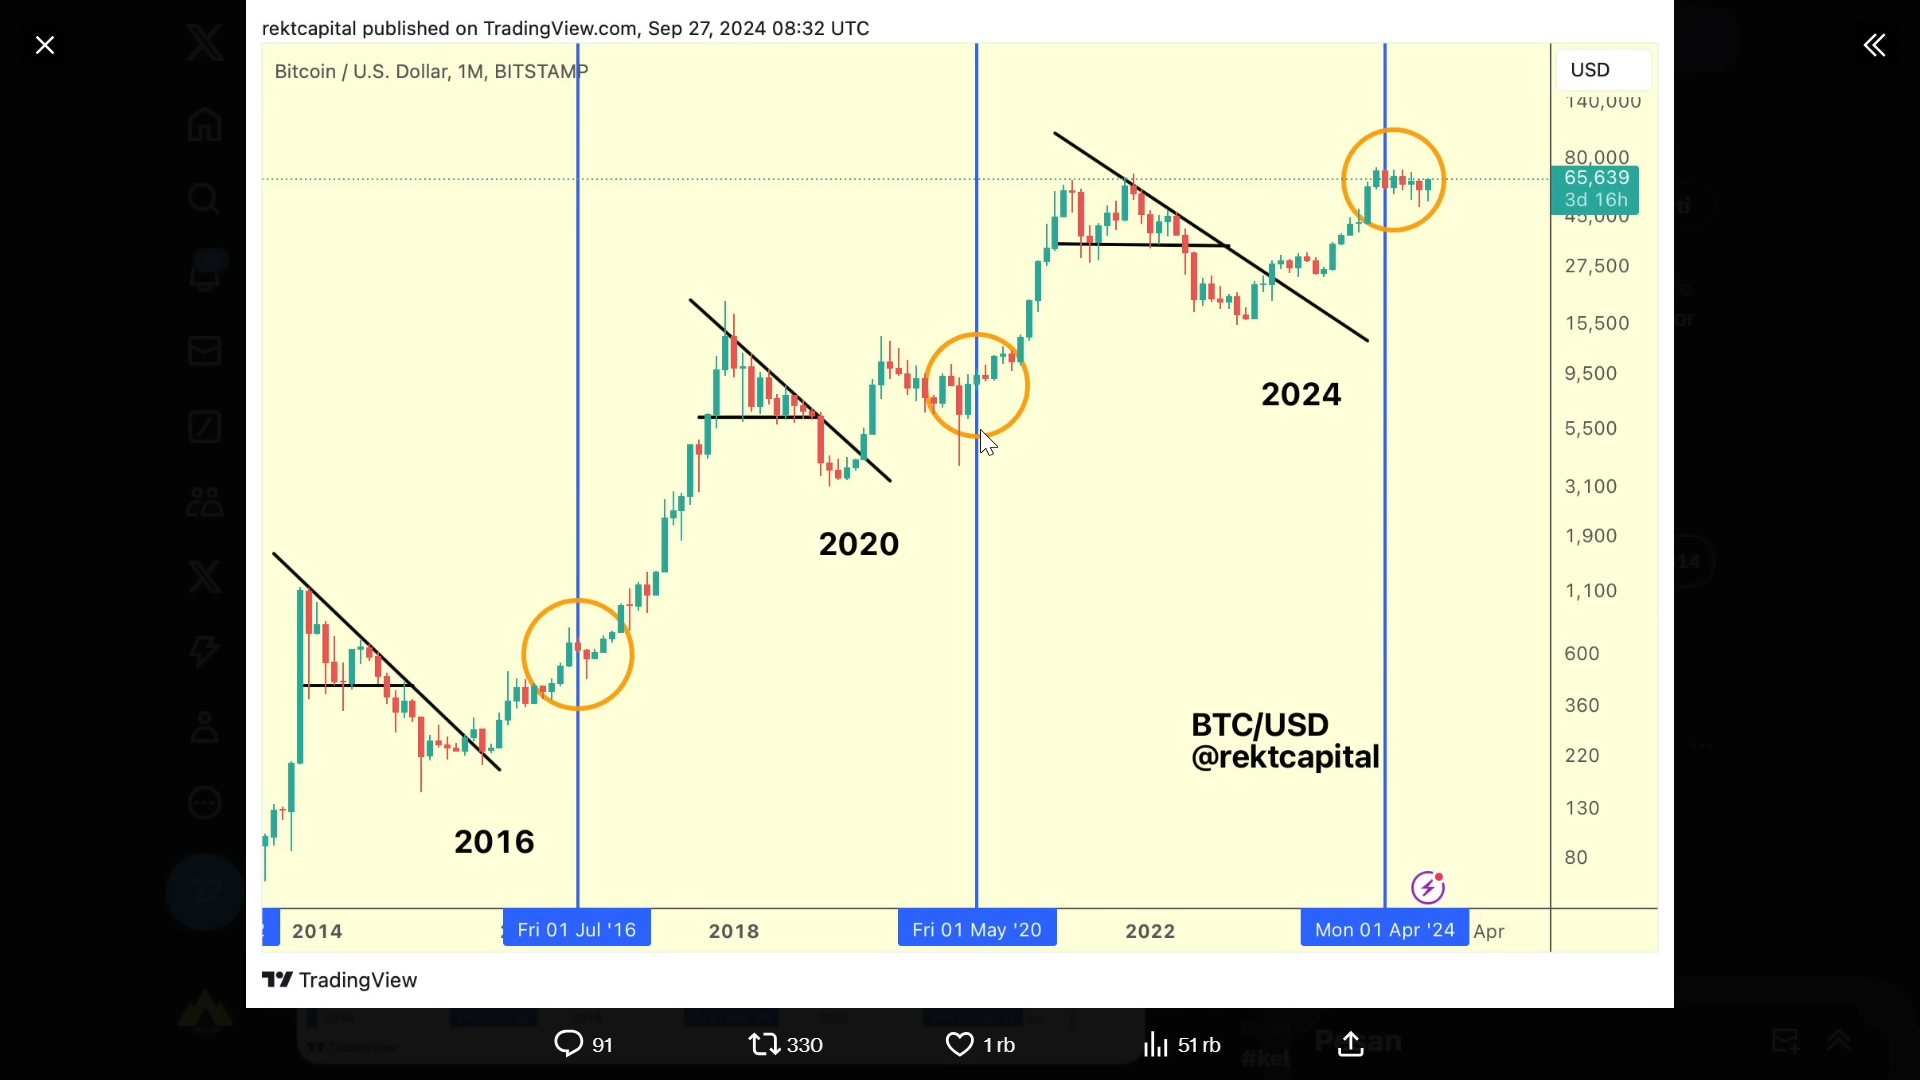 rektcapital published on TradingView.com, Sep 27, 2024 08:32 UTC
Bitcoin / U.S. Dollar, 1M, BITSTAMP
USD
140,000
80,000
65,639
3d 16h
45,000
27,500
15,500
9,500
5,500
3,100
1,900
1,100
600
360
220
130
80
2024
2020
2016
BTC/USD
@rektcapital
2014
Fri 01 Jul '16
2018
Fri 01 May '20
2022
Mon 01 Apr '24
Apr
TradingView
91
330
1 rb
51 rb